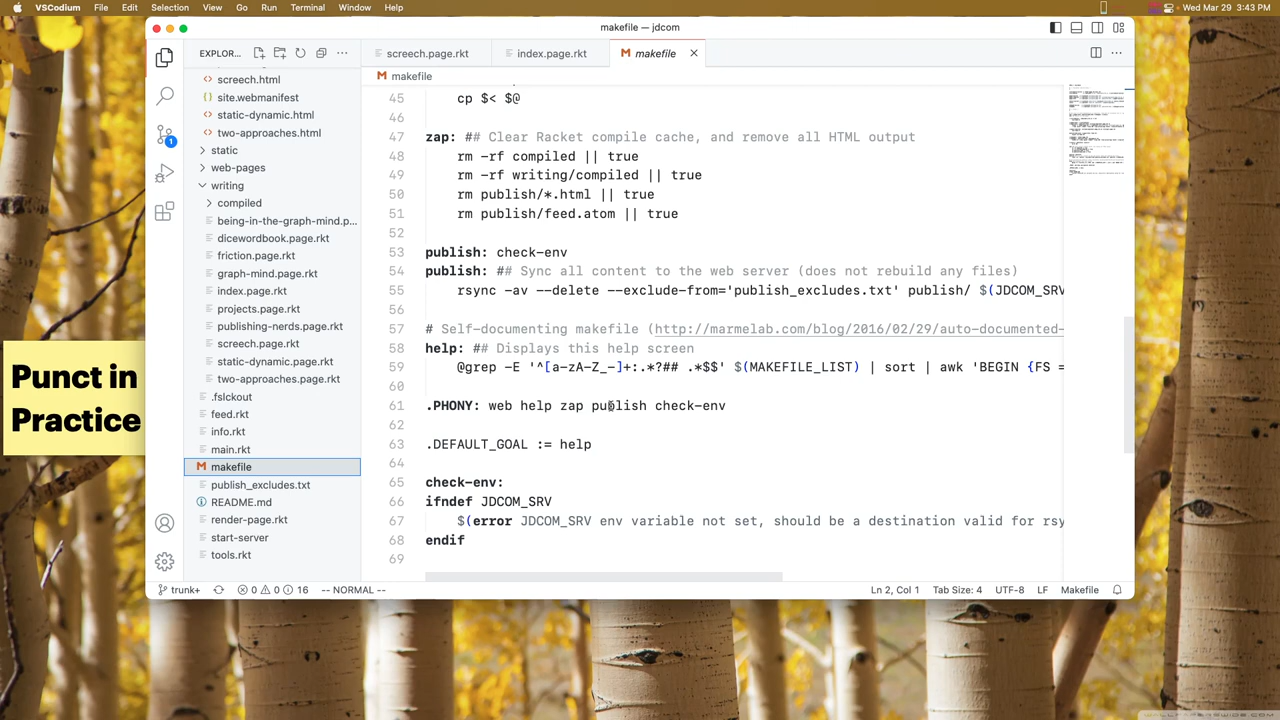 VSCodium File Edit Selection View Go Run Terminal Window Help
Wed Mar 29 3:43 PM
makefile — jdcom
EXPLOR...
screech.page.rkt
index.page.rkt
makefile
makefile
screech.html
site.webmanifest
static-dynamic.html
two-approaches.html
packages
writing
compiled
being-in-the-graph-mind.p...
dicewordbook.page.rkt
friction.page.rkt
graph-mind.page.rkt
index.page.rkt
projects.page.rkt
publishing-nerds.page.rkt
screech.page.rkt
static-dynamic.page.rkt
two-approaches.page.rkt
.fslckout
feed.rkt
info.rkt
main.rkt
makefile
publish_excludes.txt
README.md
render-page.rkt
start-server
tools.rkt
45 $< $@
46
zap: Clear Racket compile cache, and remove HTML output
48 rf compiled || true
rf writing/compiled || true
50 rm publish/*.html || true
51 rm publish/feed.atom || true
52
53 publish: check-env
54 publish: ## Sync all content to the web server (does not rebuild any files)
55 rsync -av --delete --exclude-from='publish_excludes.txt' publish/ $(JDCOM_SRV
56
57 # Self-documenting makefile (http://marmelab.com/blog/2016/02/29/auto-documented-
58 help: ## Displays this help screen
59 @grep -E '^[a-zA-Z_-]+:.*?## .*$$' $(MAKEFILE_LIST) | sort | awk 'BEGIN {FS =
60
61 .PHONY: web help zap publish check-env
62
63 .DEFAULT_GOAL := help
64
65 check-env:
66 ifndef JDCOM_SRV
67 $(error JDCOM_SRV env variable not set, should be a destination valid for rsy
68 endif
69
Punct in
Practice
trunk+ 0 0 16 -- NORMAL -- Ln 2, Col 1 Tab Size: 4 UTF-8 LF Makefile